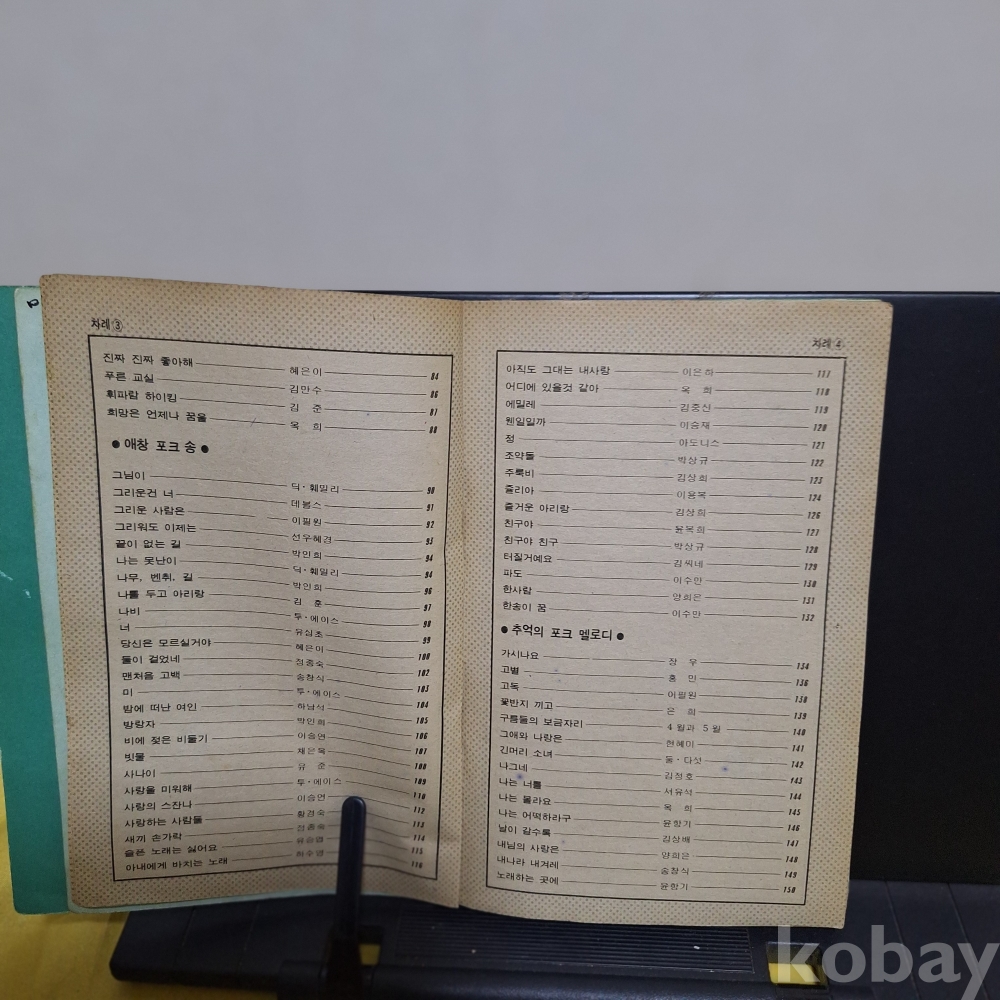 차례 ③
진짜 진짜 좋아해 혜은이 84
푸른 교실 김만수 86
휘파람 하이킹 김 준 87
희망은 언제나 꿈을 옥 희 88
● 애창 포크 송 ●
그님이 딕·훼밀리 90
그리운건 너 데봄스 91
그리운 사람은 이필원 92
그리워도 이제는 선우혜경 93
끝이 없는 길 박인희 94
나는 못난이 딕·훼밀리 94
나무, 벤취, 길 박인희 96
나를 두고 아리랑 김 훈 97
나비 투·에이스 98
너 유심초 99
당신은 모르실거야 혜은이 100
둘이 걸었네 정종숙 102
맨처음 고백 송창식 103
미 투·에이스 104
밤에 떠난 여인 하남석 105
방랑자 박인희 106
비에 젖은 비둘기 이승연 107
빗물 채은옥 108
사나이 유 준 109
사랑을 미워해 투·에이스 110
사랑의 스잔나 이승연 112
사랑하는 사람들 황경숙 113
새끼 손가락 정종숙 114
슬픈 노래는 싫어요 유승엽 115
아내에게 바치는 노래 하수영 116
차례 4
아직도 그대는 내사랑 이은하 117
어디에 있을것 같아 옥 희 118
에밀레 김중신 119
웬일일까 이승재 120
정 아도니스 121
조약돌 박상규 122
주룩비 김상희 123
쥴리아 이용복 124
즐거운 아리랑 김상희 126
친구야 윤복희 127
친구야 친구 박상규 128
터질거예요 김씨네 129
파도 이수만 130
한사람 양희은 131
한송이 꿈 이수만 132
● 추억의 포크 멜로디 ●
가시나요 장 우 134
고별 홍 민 136
고독 이필원 138
꽃반지 끼고 은 희 139
구름들의 보금자리 4월과 5월 140
그애와 나랑은 현혜미 141
긴머리 소녀 둘·다섯 142
나그네 김정호 143
나는 너를 서유석 144
나는 몰라요 옥 희 145
나는 어떡하라구 윤항기 146
날이 갈수록 김상배 147
내님의 사랑은 양희은 148
내나라 내겨레 송창식 149
노래하는 곳에 윤항기 150
kobay